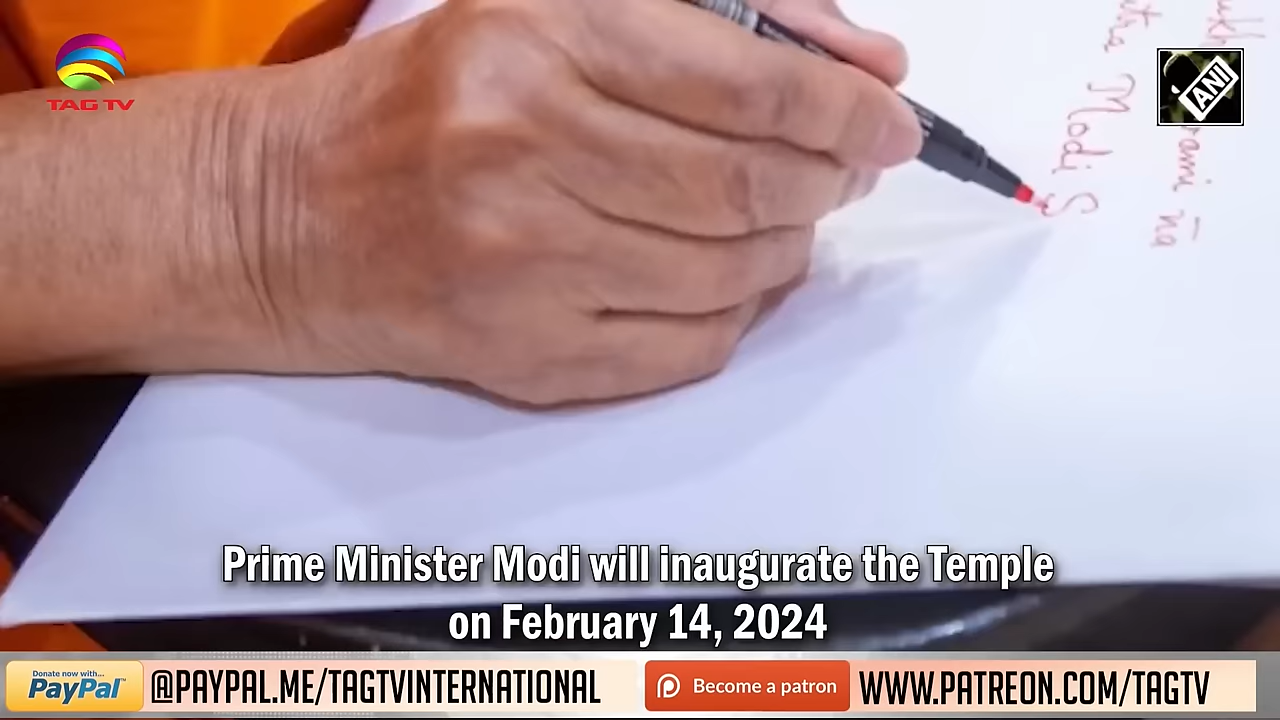 TAG TV
ANI
Modi S
Prime Minister Modi will inaugurate the Temple
on February 14, 2024
Donate now with...
PayPal™
@PAYPAL.ME/TAGTVINTERNATIONAL
Become a patron
WWW.PATREON.COM/TAGTV